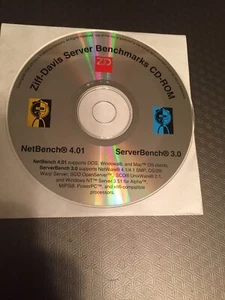 Ziff-Davis Server Benchmarks CD-ROM
ZD
NetBench® 4.01
ServerBench® 3.0
NetBench 4.01 supports DOS, Windows®, and Mac™ OS clients.
ServerBench 3.0 supports NetWare® 4.1/4.1 SMP, OS/2®
Warp Server, SCO OpenServer™, SCO® UnixWare® 2.1,
and Windows NT™ Server 3.51 for Alpha™,
MIPS®, PowerPC™, and x86-compatible
processors.